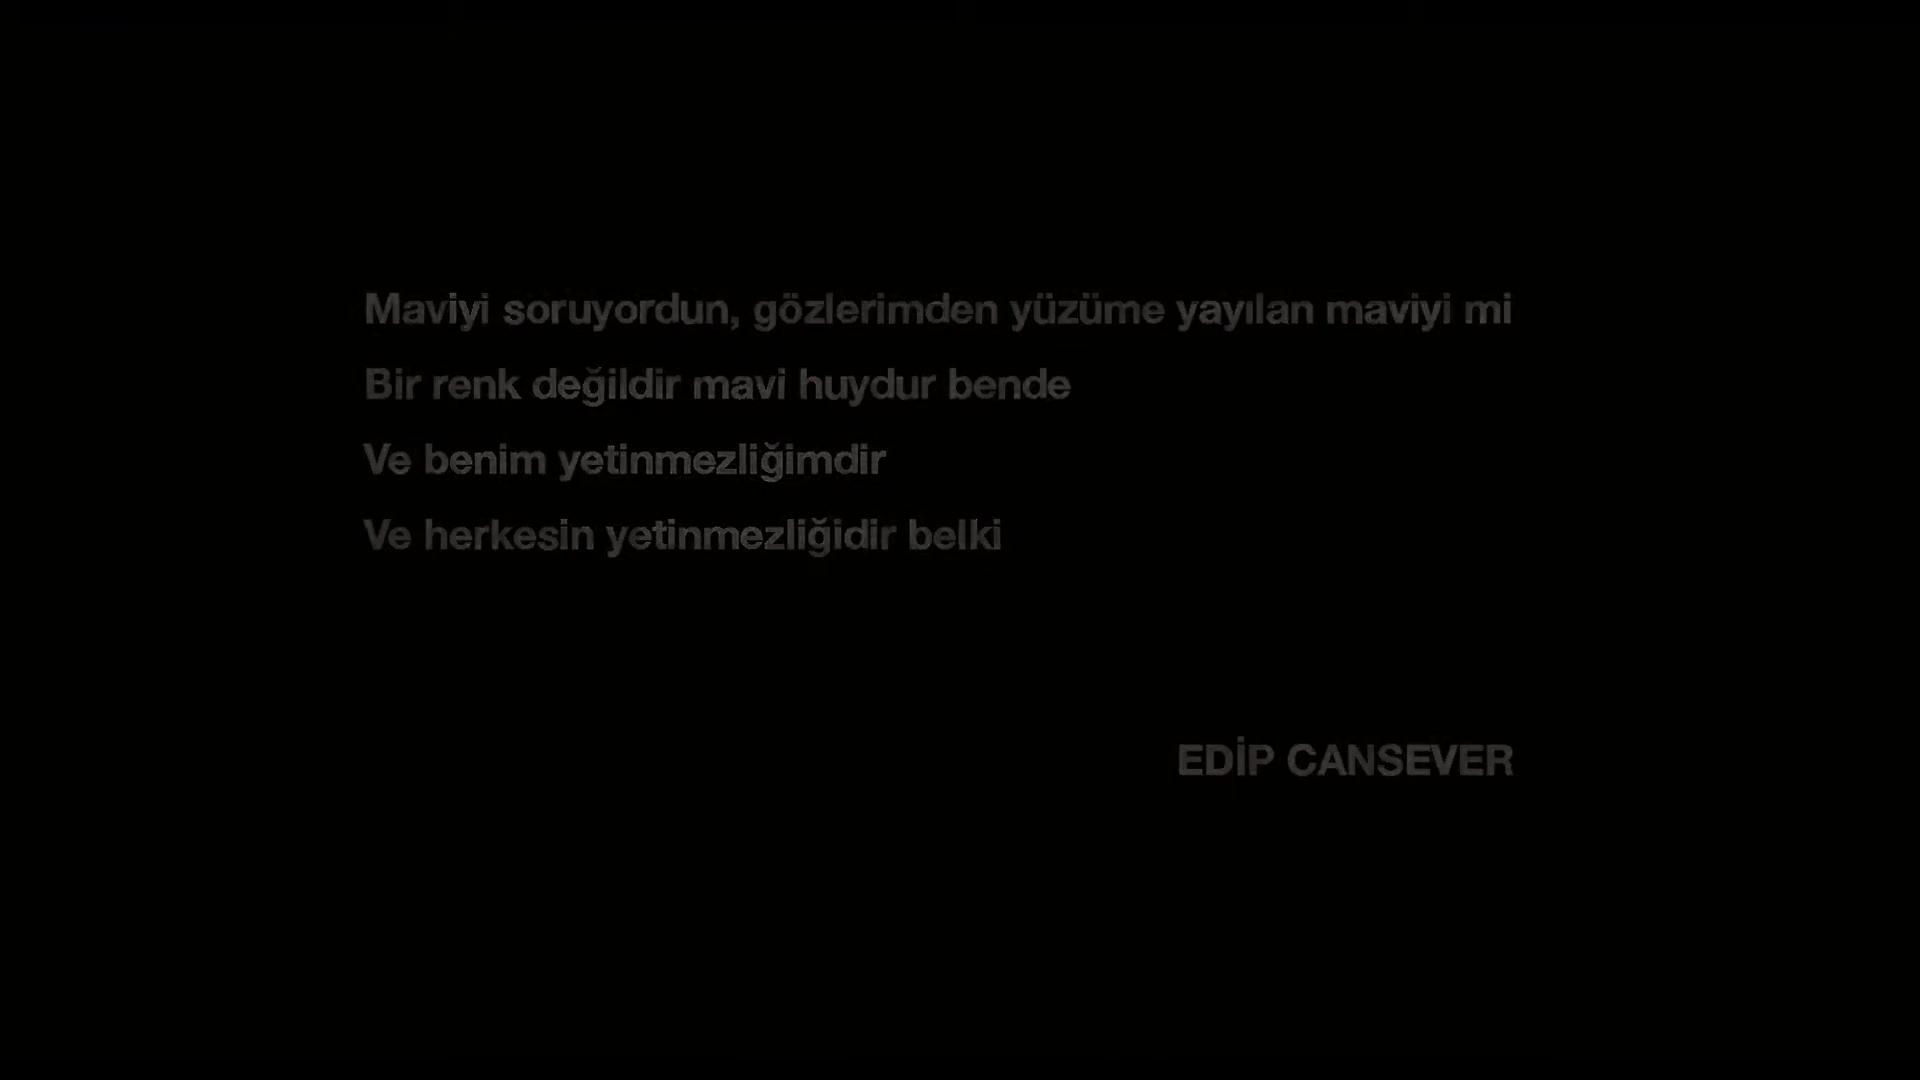 Maviyi soruyordun, gözlerimden yüzüme yayılan maviyi mi
Bir renk değildir mavi huydur bende
Ve benim yetinmezliğimdir
Ve herkesin yetinmezliğidir belki
EDİP CANSEVER